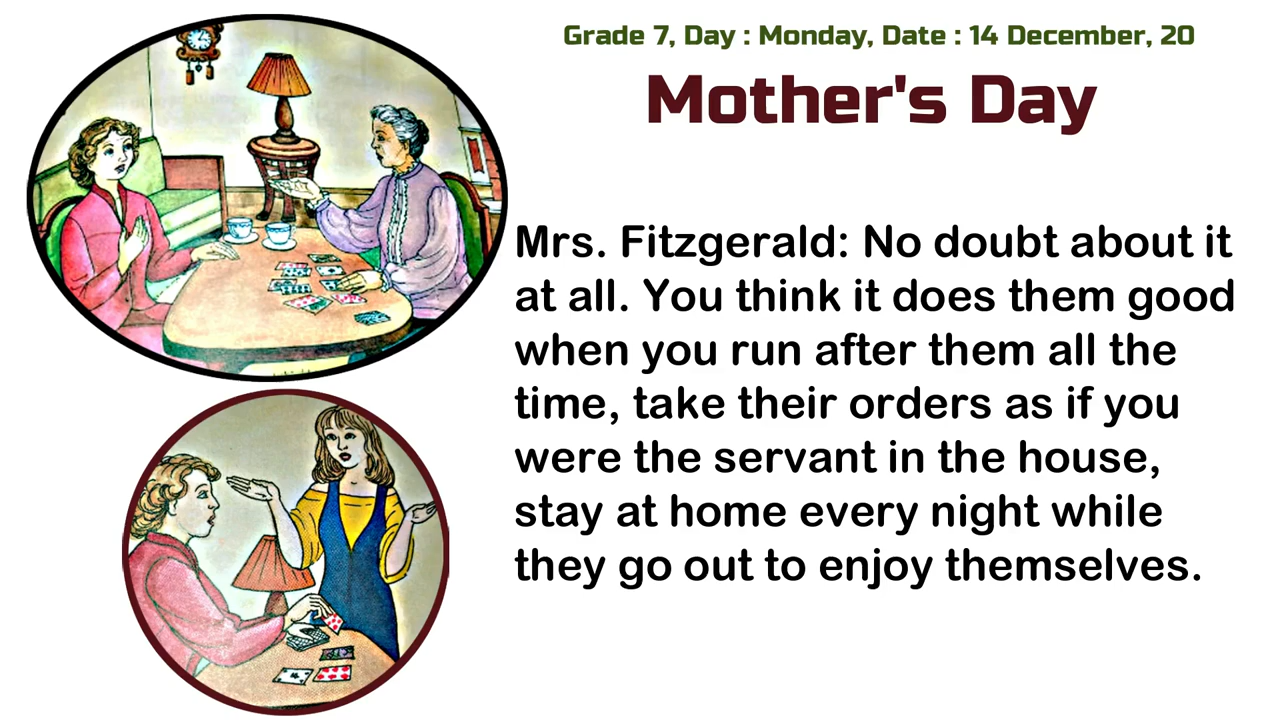 Grade 7, Day : Monday, Date : 14 December, 20
Mother's Day
Mrs. Fitzgerald: No doubt about it
at all. You think it does them good
when you run after them all the
time, take their orders as if you
were the servant in the house,
stay at home every night while
they go out to enjoy themselves.